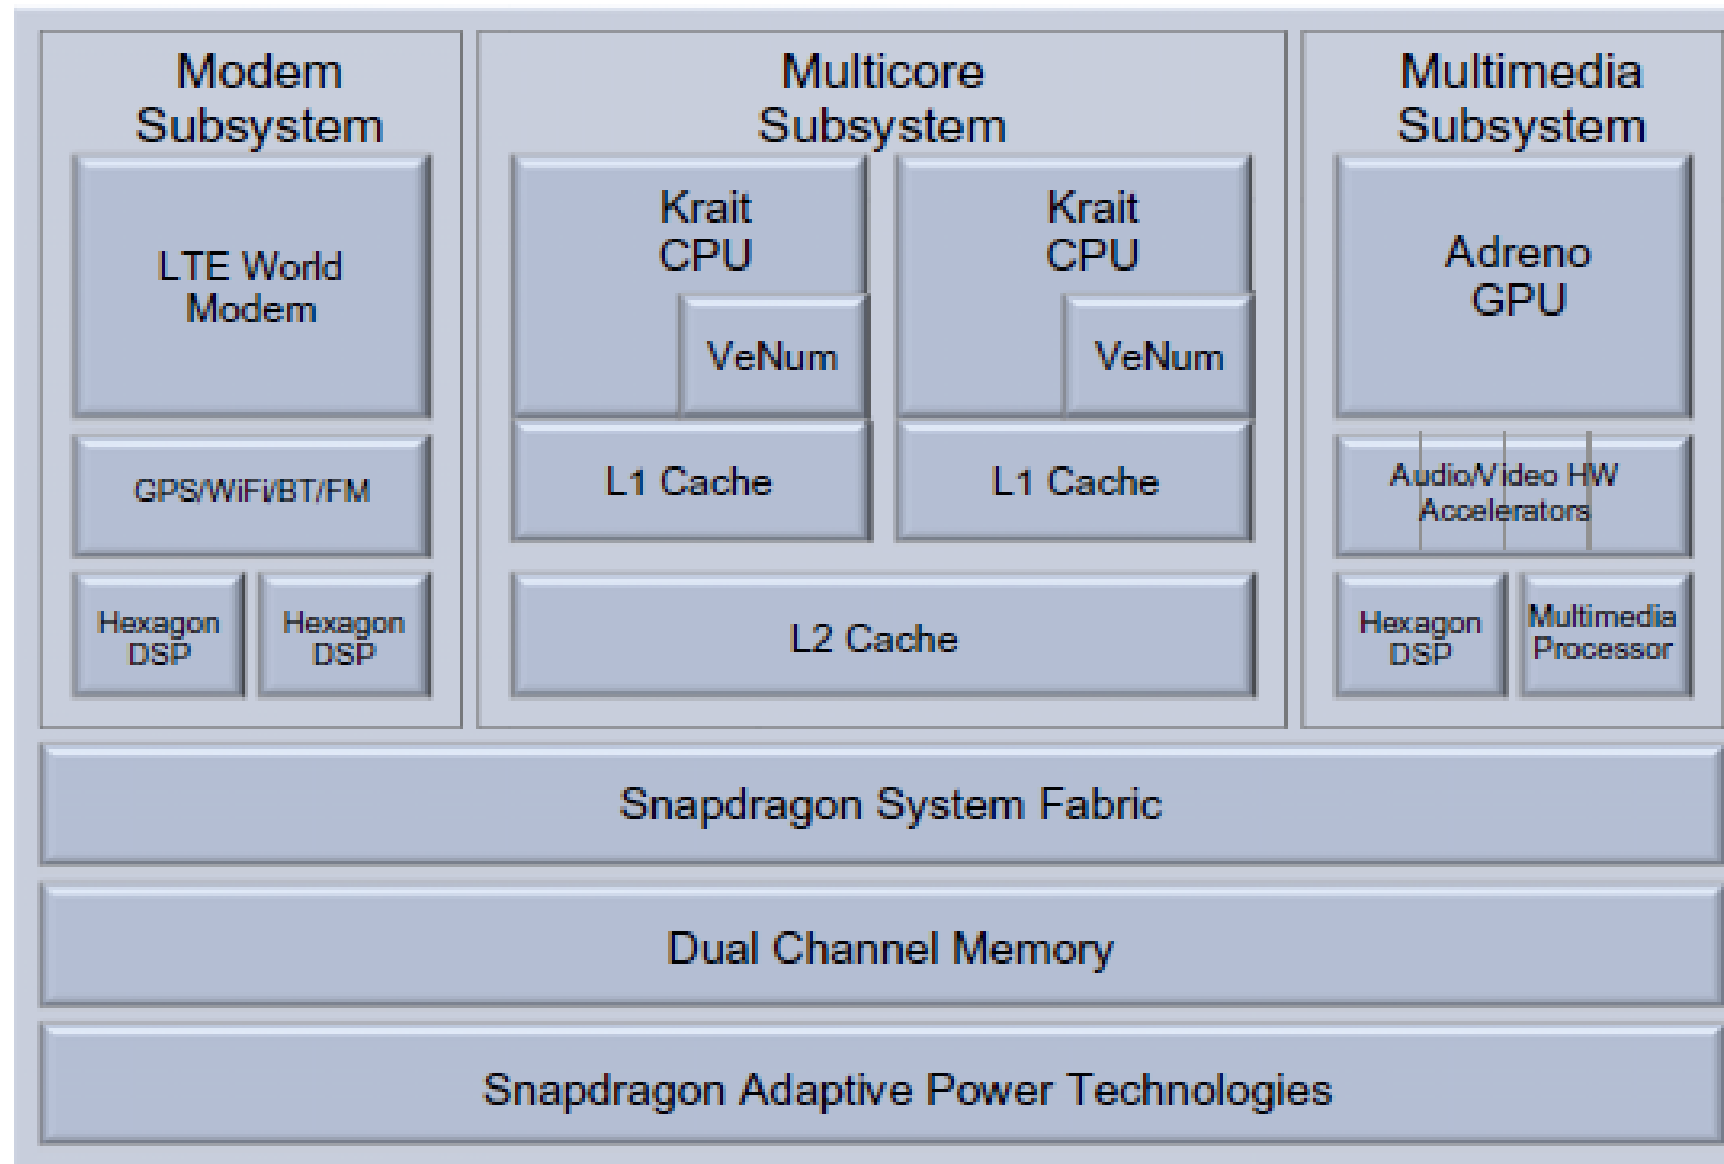 Modem
Subsystem
LTE World
Modem
GPS/WiFi/BT/FM
Hexagon
DSP
Hexagon
DSP
Multicore
Subsystem
Krait
CPU
VeNum
L1 Cache
Krait
CPU
VeNum
L1 Cache
L2 Cache
Multimedia
Subsystem
Adreno
GPU
Audio/Video HW
Accelerators
Hexagon
DSP
Multimedia
Processor
Snapdragon System Fabric
Dual Channel Memory
Snapdragon Adaptive Power Technologies